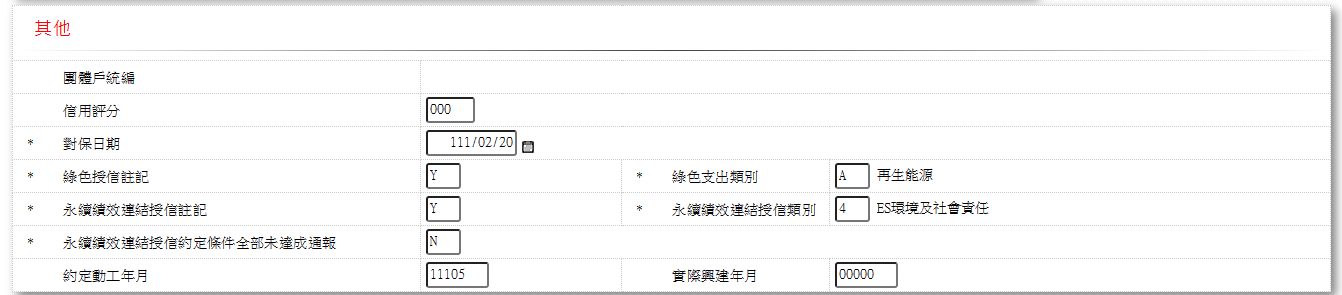 其他
團體戶統編
信用評分 000
* 對保日期 111/02/20
* 綠色授信註記 Y * 綠色支出類別 A 再生能源
* 永續績效連結授信註記 Y * 永續績效連結授信類別 4 ES環境及社會責任
* 永續績效連結授信約定條件全部未達成通報 N
約定動工年月 11105 實際興建年月 00000